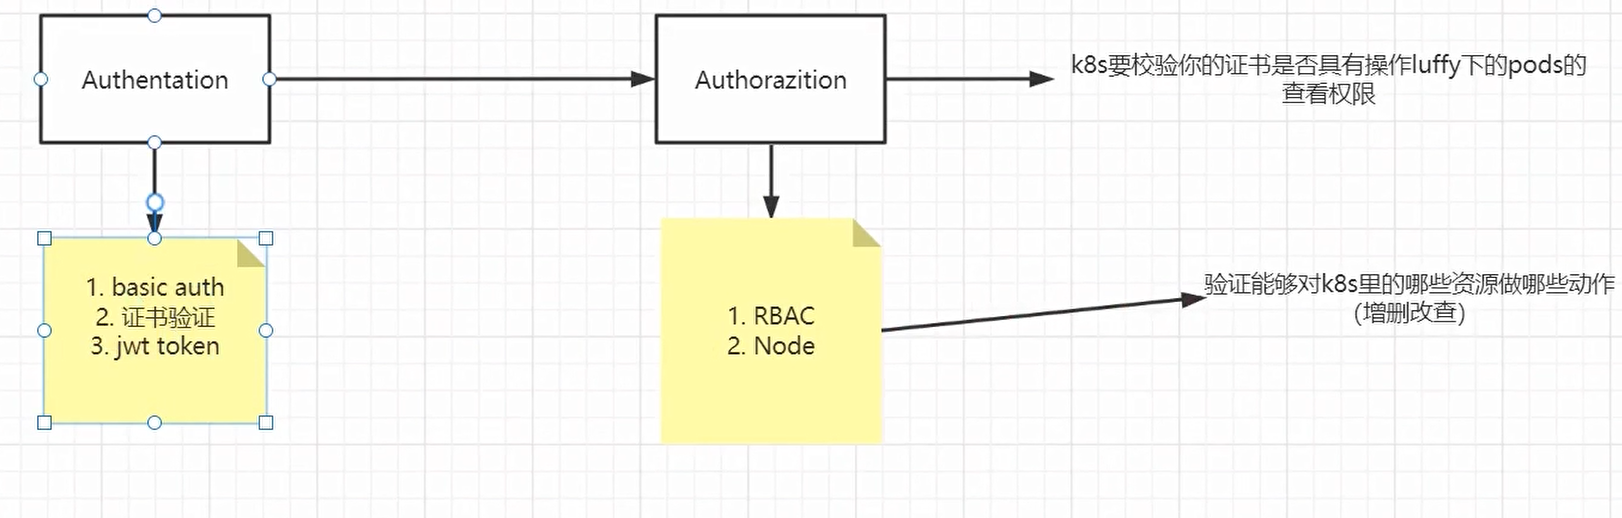 Authentation
Authorazition
k8s要校验你的证书是否具有操作luffy下的pods的
查看权限
1. basic auth
2. 证书验证
3. jwt token
1. RBAC
2. Node
验证能够对k8s里的哪些资源做哪些动作
(增删改查)